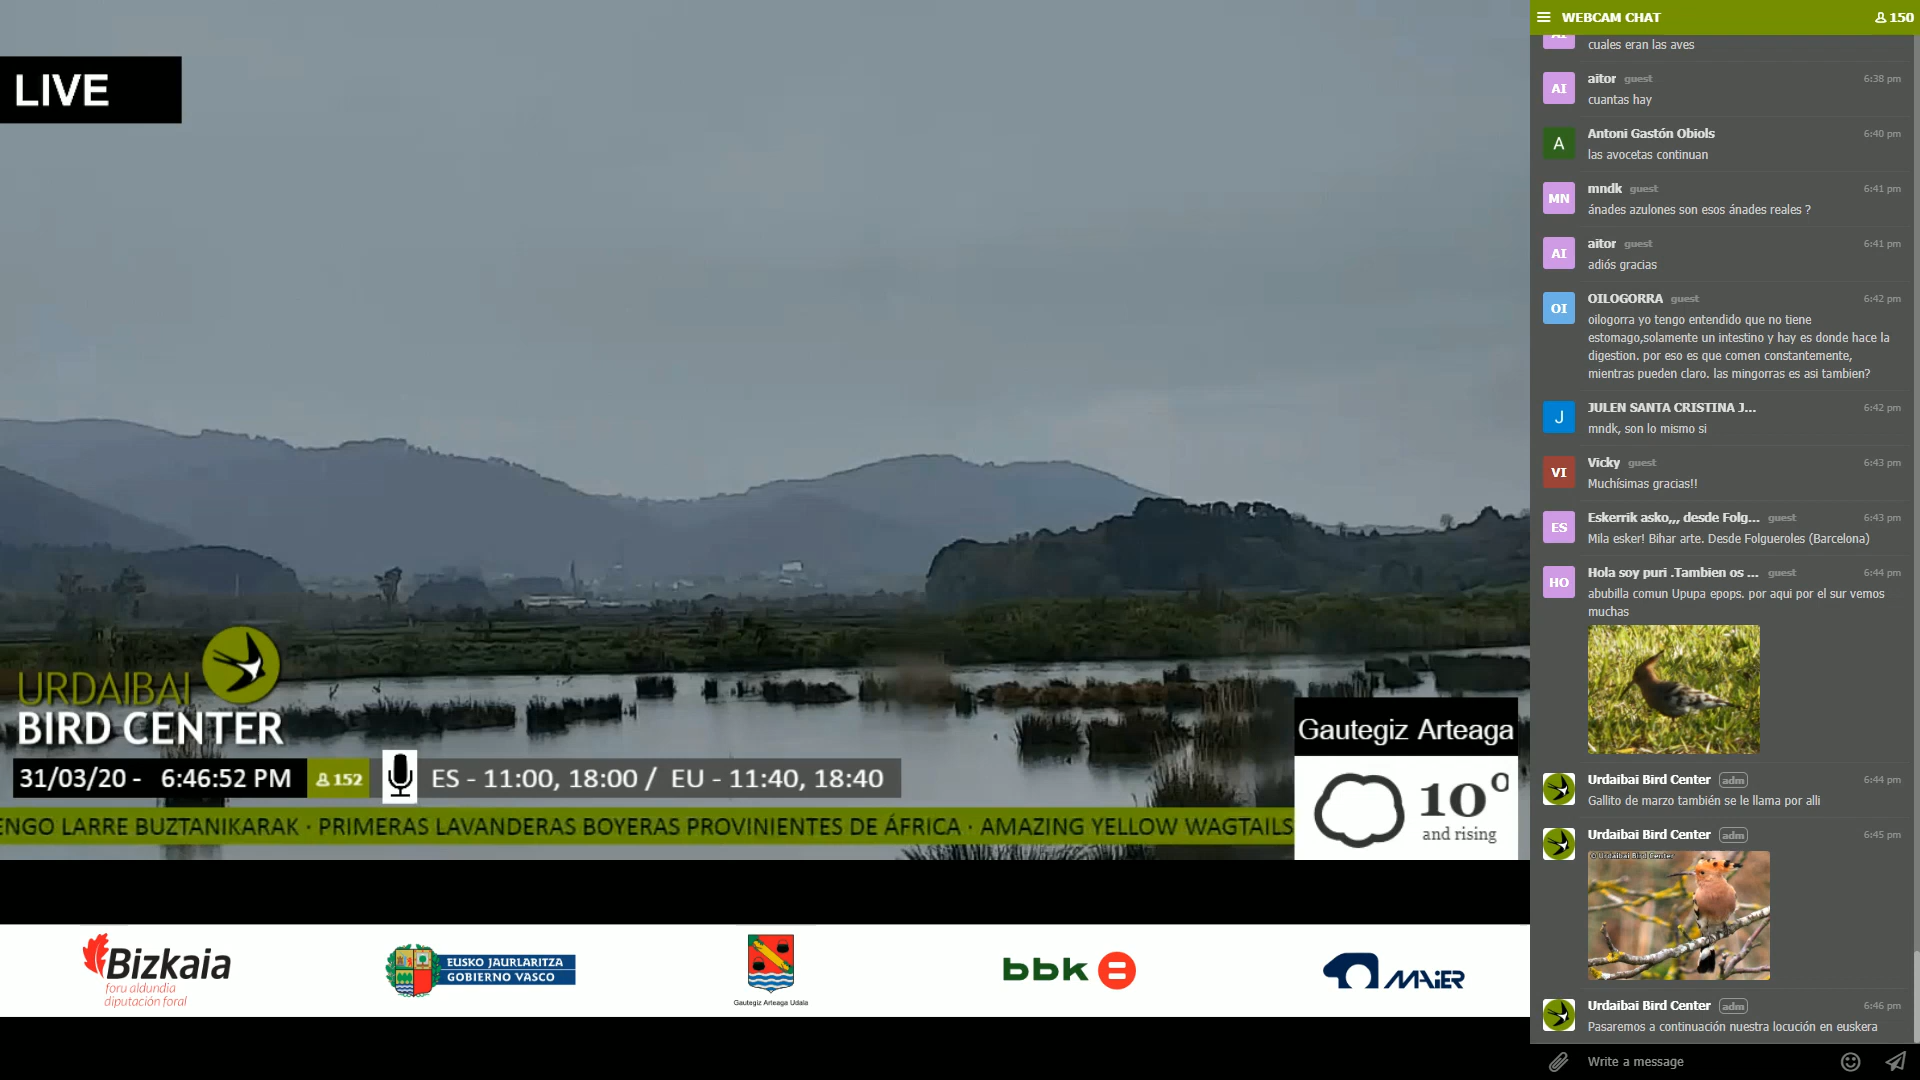 LIVE
URDAIBAI
BIRD CENTER
31/03/20 - 6:46:52 PM
152
ES - 11:00, 18:00 / EU - 11:40, 18:40
ENGO LARRE BUZTANIKARAK · PRIMERAS LAVANDERAS BOYERAS PROVINIENTES DE ÁFRICA · AMAZING YELLOW WAGTAILS
Gautegiz Arteaga
10°
and rising
Bizkaia
foru aldundia
diputación foral
EUSKO JAURLARITZA
GOBIERNO VASCO
Gautegiz Arteaga Udala
bbk
MAIER
WEBCAM CHAT
150
cuales eran las aves
AI
aitor guest 6:38 pm
cuantas hay
A
Antoni Gastón Obiols 6:40 pm
las avocetas continuan
MN
mndk guest 6:41 pm
ánades azulones son esos ánades reales ?
AI
aitor guest 6:41 pm
adiós gracias
OI
OILOGORRA guest 6:42 pm
oilogorra yo tengo entendido que no tiene
estomago,solamente un intestino y hay es donde hace la
digestion. por eso es que comen constantemente,
mientras pueden claro. las mingorras es asi tambien?
J
JULEN SANTA CRISTINA J... 6:42 pm
mndk, son lo mismo si
VI
Vicky guest 6:43 pm
Muchísimas gracias!!
ES
Eskerrik asko,,, desde Folg... guest 6:43 pm
Mila esker! Bihar arte. Desde Folgueroles (Barcelona)
HO
Hola soy puri .Tambien os ... guest 6:44 pm
abubilla comun Upupa epops. por aqui por el sur vemos
muchas
Urdaibai Bird Center adm 6:44 pm
Gallito de marzo también se le llama por alli
Urdaibai Bird Center adm 6:45 pm
© Urdaibai Bird Center
Urdaibai Bird Center adm 6:46 pm
Pasaremos a continuación nuestra locución en euskera
Write a message